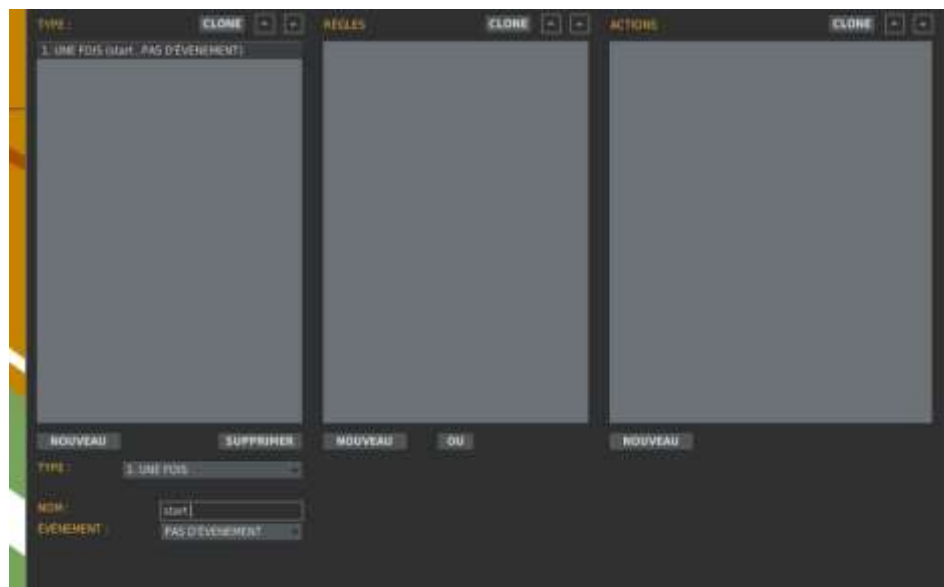 TYPE : CLONE - +
RÈGLES CLONE - +
ACTIONS CLONE - +
1. UNE FOIS (start , PAS D'ÉVÉNEMENT)
NOUVEAU SUPPRIMER
NOUVEAU OU
NOUVEAU
TYPE : 1. UNE FOIS
NOM : start
ÉVÉNEMENT : PAS D'ÉVÉNEMENT